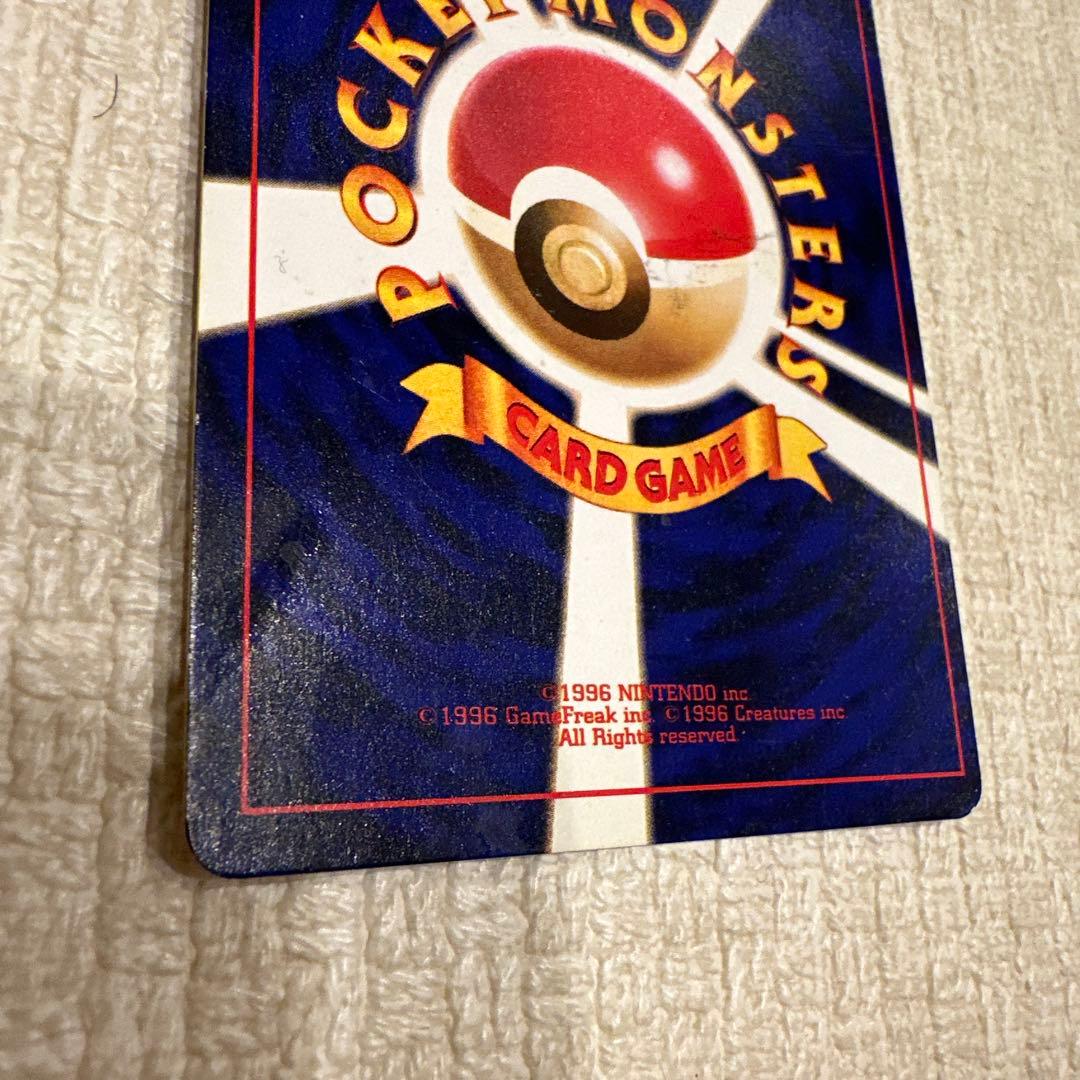 POCKET MONSTERS
CARD GAME
©1996 NINTENDO inc.
©1996 GameFreak inc. ©1996 Creatures inc.
All Rights reserved.